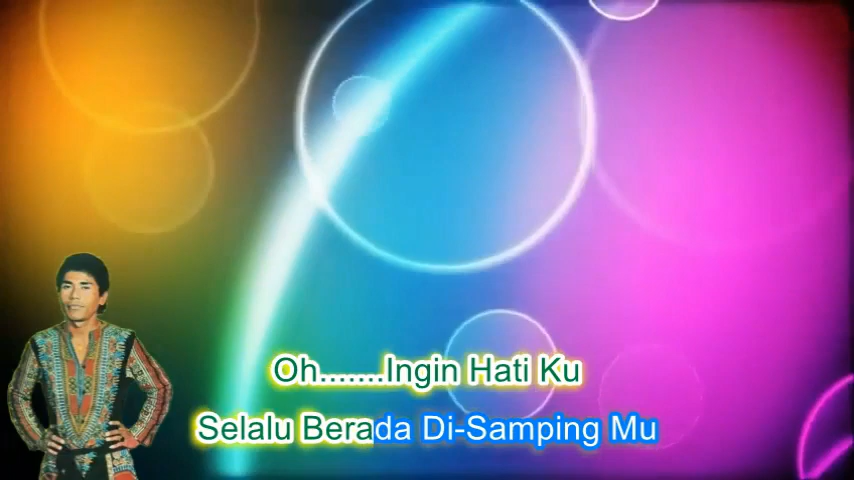 Oh.......Ingin Hati Ku
Selalu Berada Di-Samping Mu